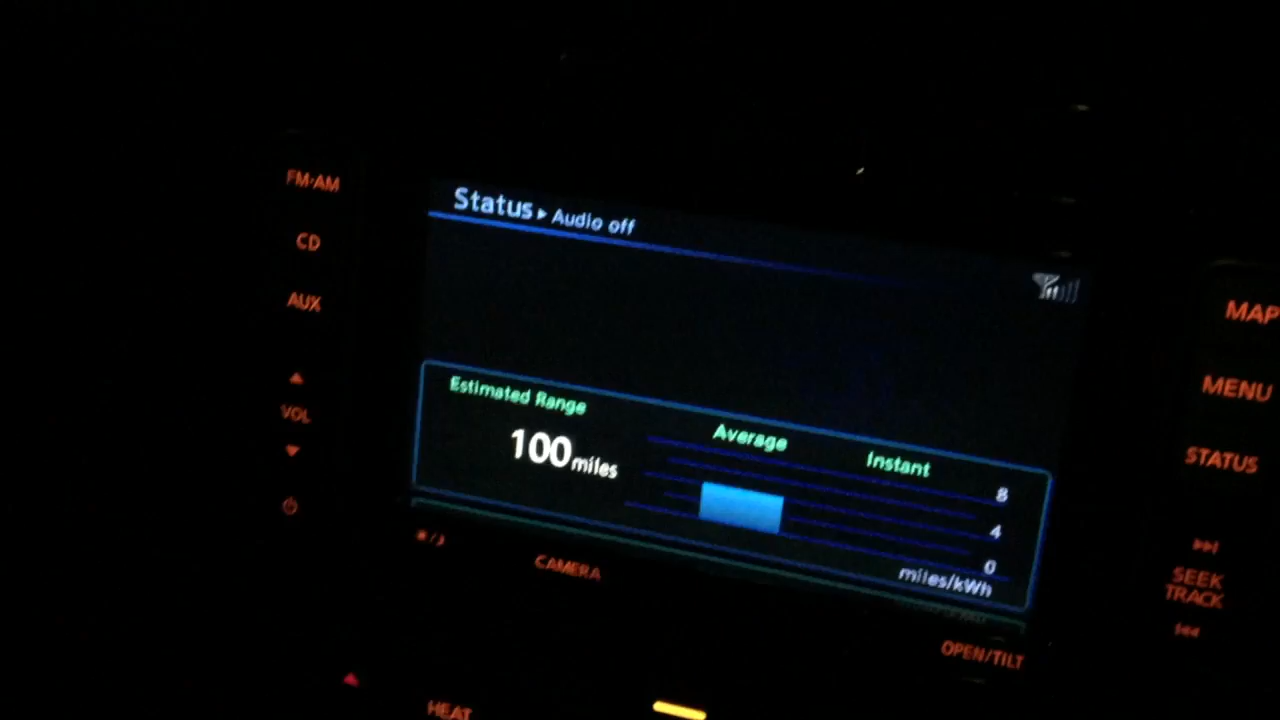 FM·AM
CD
AUX
VOL
Status ▸ Audio off
Estimated Range
100 miles
Average
Instant
8
4
0
miles/kWh
CAMERA
OPEN/TILT
HEAT
MAP
MENU
STATUS
SEEK
TRACK